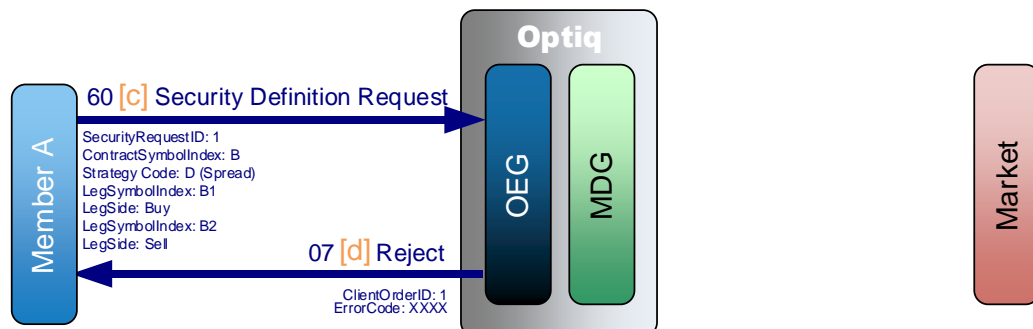 Optiq
60 [c] Security Definition Request
SecurityRequestID: 1
ContractSymbolIndex: B
Strategy Code: D (Spread)
LegSymbolIndex: B1
LegSide: Buy
LegSymbolIndex: B2
LegSide: Sell
07 [d] Reject
ClientOrderID: 1
ErrorCode: XXXX
Member A
OEG
MDG
Market